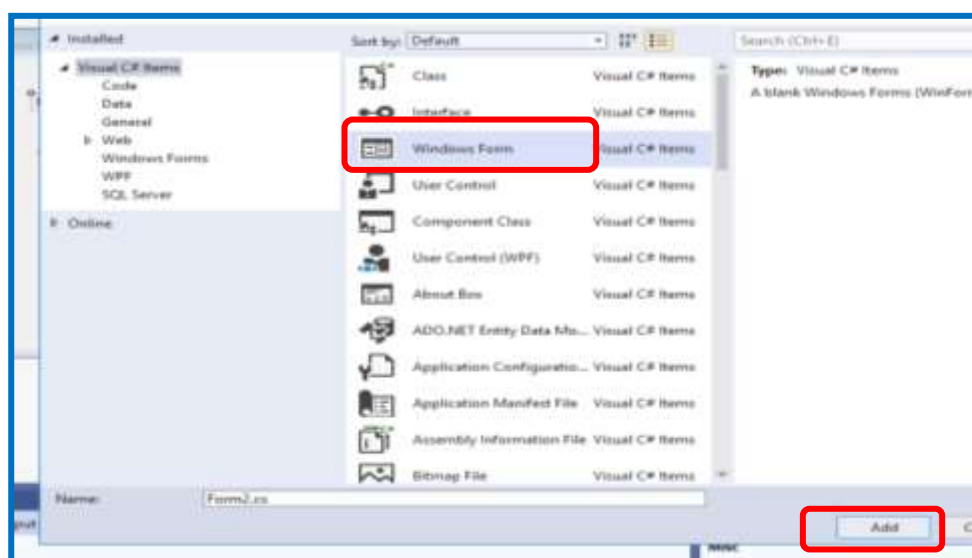 Installed
Sort by: Default
Search (Ctrl+E)
Visual C# Items
Code
Data
General
Web
Windows Forms
WPF
SQL Server
Online
Class Visual C# Items
Interface Visual C# Items
Windows Form Visual C# Items
User Control Visual C# Items
Component Class Visual C# Items
User Control (WPF) Visual C# Items
About Box Visual C# Items
ADO.NET Entity Data Mo... Visual C# Items
Application Configuratio... Visual C# Items
Application Manifest File Visual C# Items
Assembly Information File Visual C# Items
Bitmap File Visual C# Items
Type: Visual C# Items
A blank Windows Forms (WinForm
Name: Form2.cs
Add
C
put
Misc